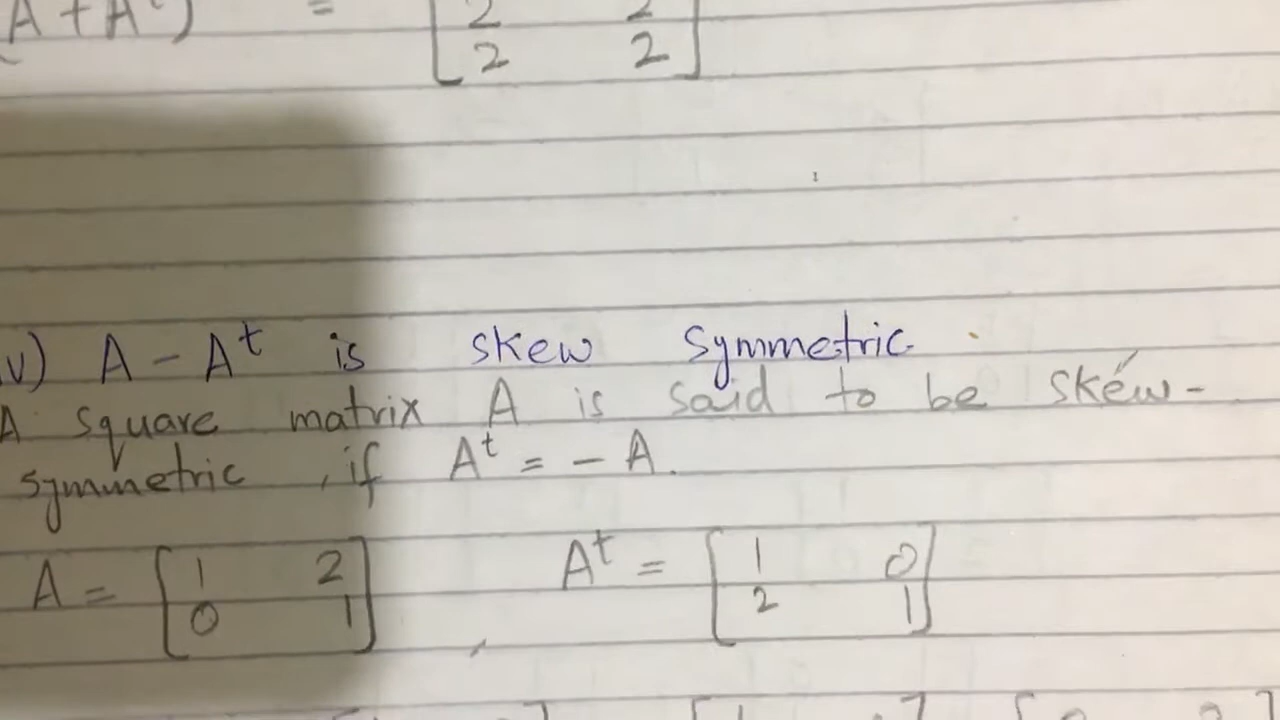 A + A^t) = [2 2
2 2]
v) A - A^t is skew symmetric.
A square matrix A is said to be skew-
symmetric, if A^t = - A.
A = [1 2 A^t = [1 0
0 1] , 2 1]